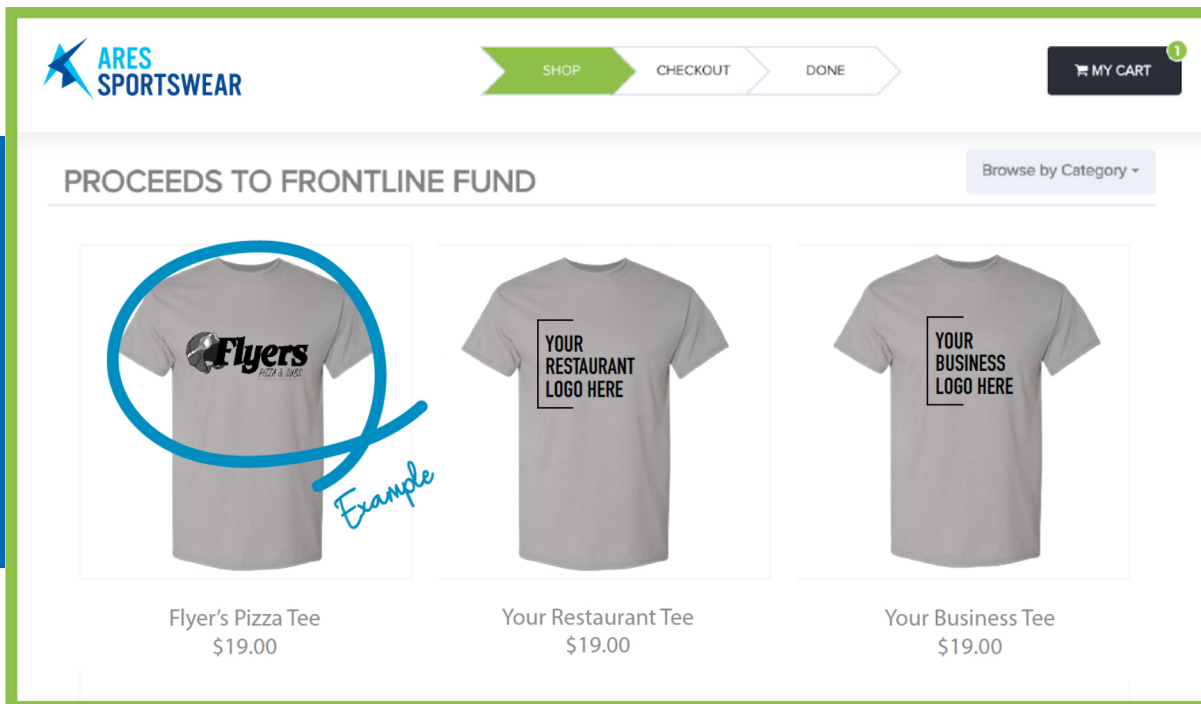 ARES
SPORTSWEAR
SHOP
CHECKOUT
DONE
1
MY CART
PROCEEDS TO FRONTLINE FUND
Browse by Category
Flyers
PIZZA & SUBS
Example
YOUR
RESTAURANT
LOGO HERE
YOUR
BUSINESS
LOGO HERE
Flyer's Pizza Tee
$19.00
Your Restaurant Tee
$19.00
Your Business Tee
$19.00